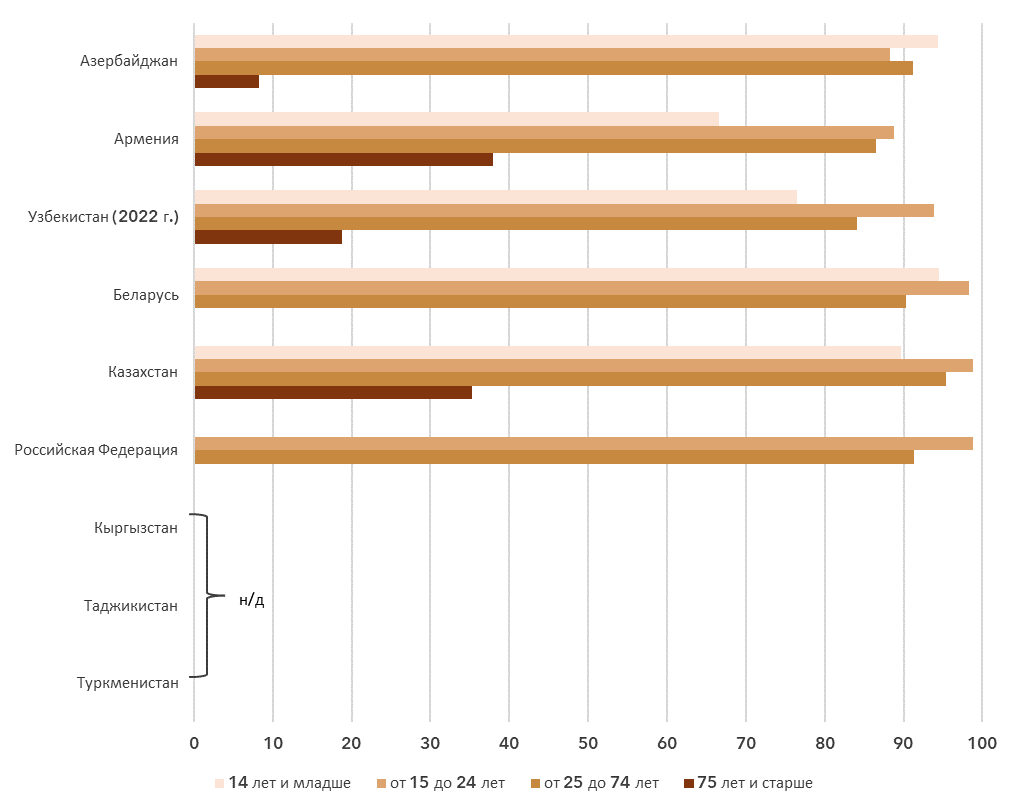 Азербайджан
Армения
Узбекистан (2022 г.)
Беларусь
Казахстан
Российская Федерация
Кыргызстан
н/д
Таджикистан
Туркменистан
0 10 20 30 40 50 60 70 80 90 100
14 лет и младше от 15 до 24 лет от 25 до 74 лет 75 лет и старше